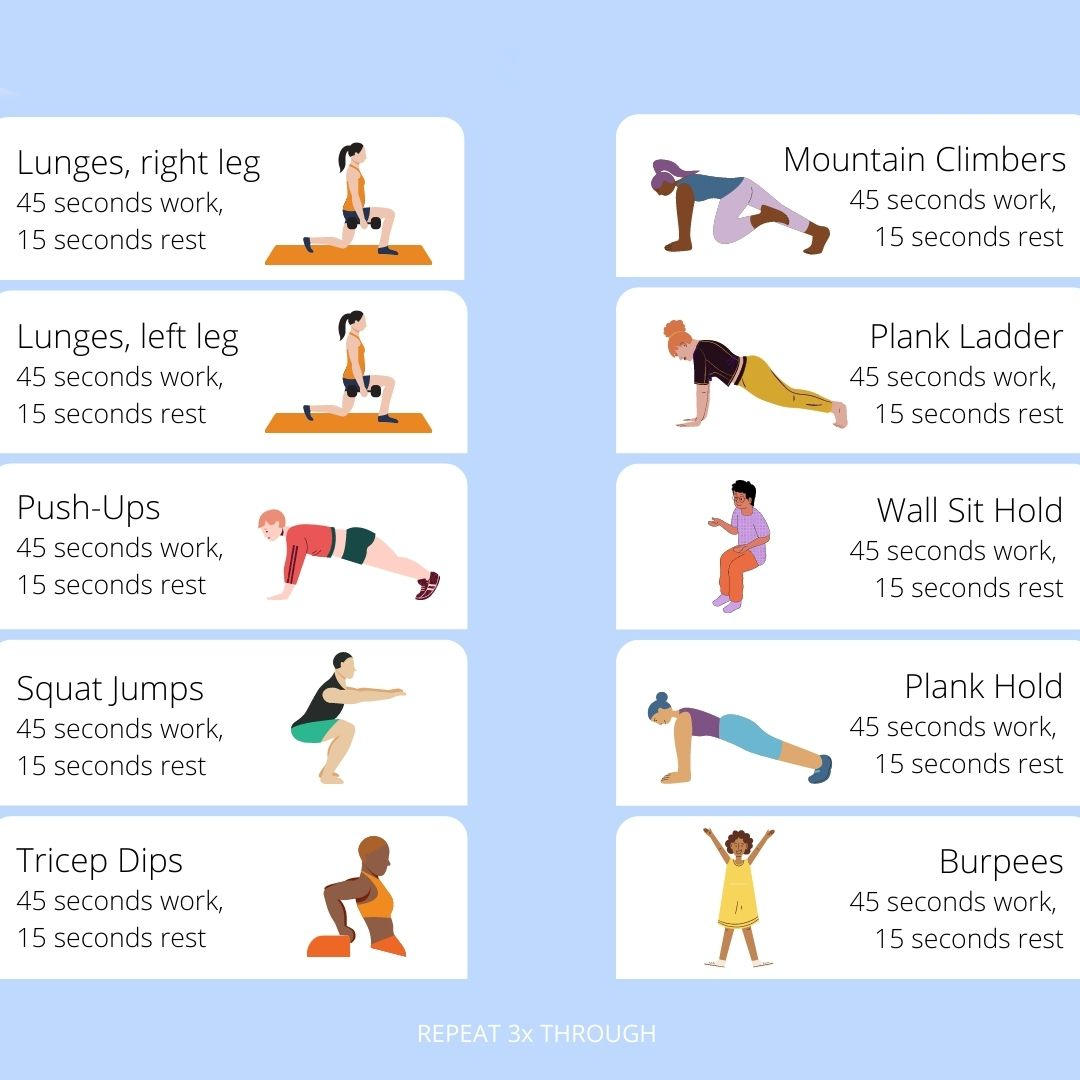 Lunges, right leg
45 seconds work,
15 seconds rest
Lunges, left leg
45 seconds work,
15 seconds rest
Push-Ups
45 seconds work,
15 seconds rest
Squat Jumps
45 seconds work,
15 seconds rest
Tricep Dips
45 seconds work,
15 seconds rest
Mountain Climbers
45 seconds work,
15 seconds rest
Plank Ladder
45 seconds work,
15 seconds rest
Wall Sit Hold
45 seconds work,
15 seconds rest
Plank Hold
45 seconds work,
15 seconds rest
Burpees
45 seconds work,
15 seconds rest
REPEAT 3x THROUGH